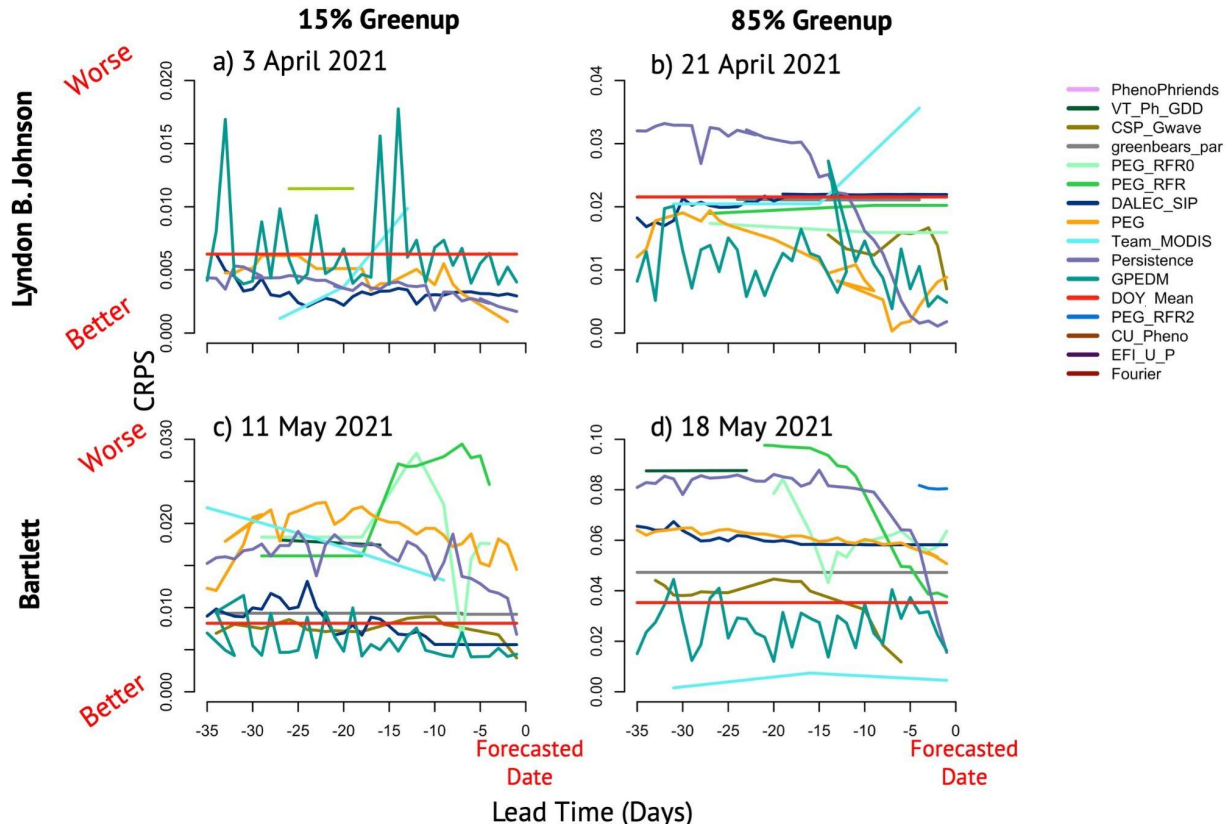 15% Greenup
85% Greenup
Lyndon B. Johnson
Bartlett
Worse
Better
Worse
Better
CRPS
a) 3 April 2021
0.020
0.015
0.010
0.005
0.000
b) 21 April 2021
0.04
0.03
0.02
0.01
0.00
PhenoPhriends
VT_Ph_GDD
CSP_Gwave
greenbears_par
PEG_RFR0
PEG_RFR
DALEC_SIP
PEG
Team_MODIS
Persistence
GPEDM
DOY_Mean
PEG_RFR2
CU_Pheno
EFI_U_P
Fourier
c) 11 May 2021
0.030
0.020
0.010
0.000
-35 -30 -25 -20 -15 -10 -5 0
Forecasted
Date
d) 18 May 2021
0.10
0.08
0.06
0.04
0.02
0.00
-35 -30 -25 -20 -15 -10 -5 0
Forecasted
Date
Lead Time (Days)